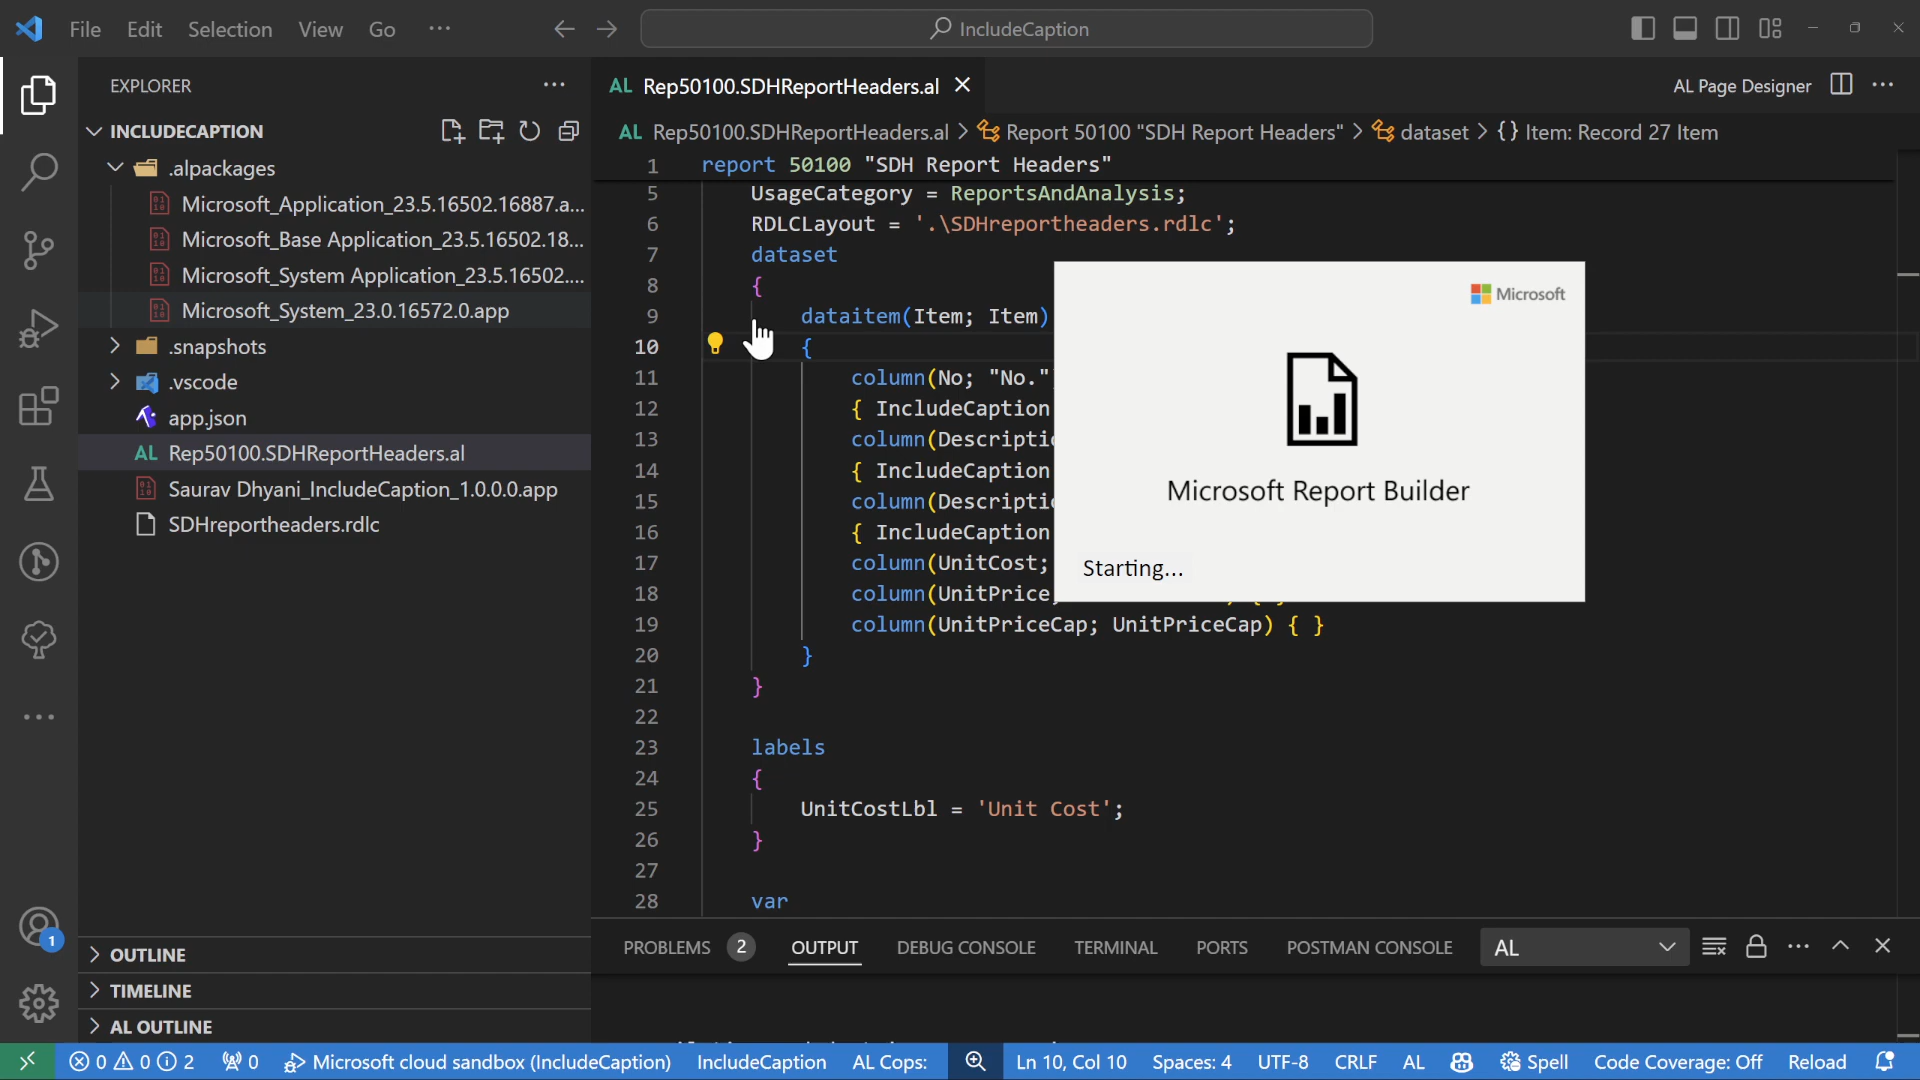 File Edit Selection View Go ···
IncludeCaption
EXPLORER
INCLUDECAPTION
.alpackages
Microsoft_Application_23.5.16502.16887.a...
Microsoft_Base Application_23.5.16502.18...
Microsoft_System Application_23.5.16502....
Microsoft_System_23.0.16572.0.app
.snapshots
.vscode
app.json
AL Rep50100.SDHReportHeaders.al
Saurav Dhyani_IncludeCaption_1.0.0.0.app
SDHreportheaders.rdlc
OUTLINE
TIMELINE
AL OUTLINE
AL Rep50100.SDHReportHeaders.al
AL Page Designer
AL Rep50100.SDHReportHeaders.al > Report 50100 "SDH Report Headers" > dataset > {} Item: Record 27 Item
1 report 50100 "SDH Report Headers"
5 UsageCategory = ReportsAndAnalysis;
6 RDLCLayout = '.\SDHreportheaders.rdlc';
7 dataset
8 {
9 dataitem(Item; Item)
10 {
11 column(No; "No."
12 { IncludeCaption
13 column(Descriptio
14 { IncludeCaption
15 column(Descriptio
16 { IncludeCaption
17 column(UnitCost;
18 column(UnitPrice;
19 column(UnitPriceCap; UnitPriceCap) { }
20 }
21 }
22
23 labels
24 {
25 UnitCostLbl = 'Unit Cost';
26 }
27
28 var
Microsoft
Microsoft Report Builder
Starting...
PROBLEMS 2 OUTPUT DEBUG CONSOLE TERMINAL PORTS POSTMAN CONSOLE AL
1
0 0 2 0 Microsoft cloud sandbox (IncludeCaption) IncludeCaption AL Cops: Ln 10, Col 10 Spaces: 4 UTF-8 CRLF AL Spell Code Coverage: Off Reload